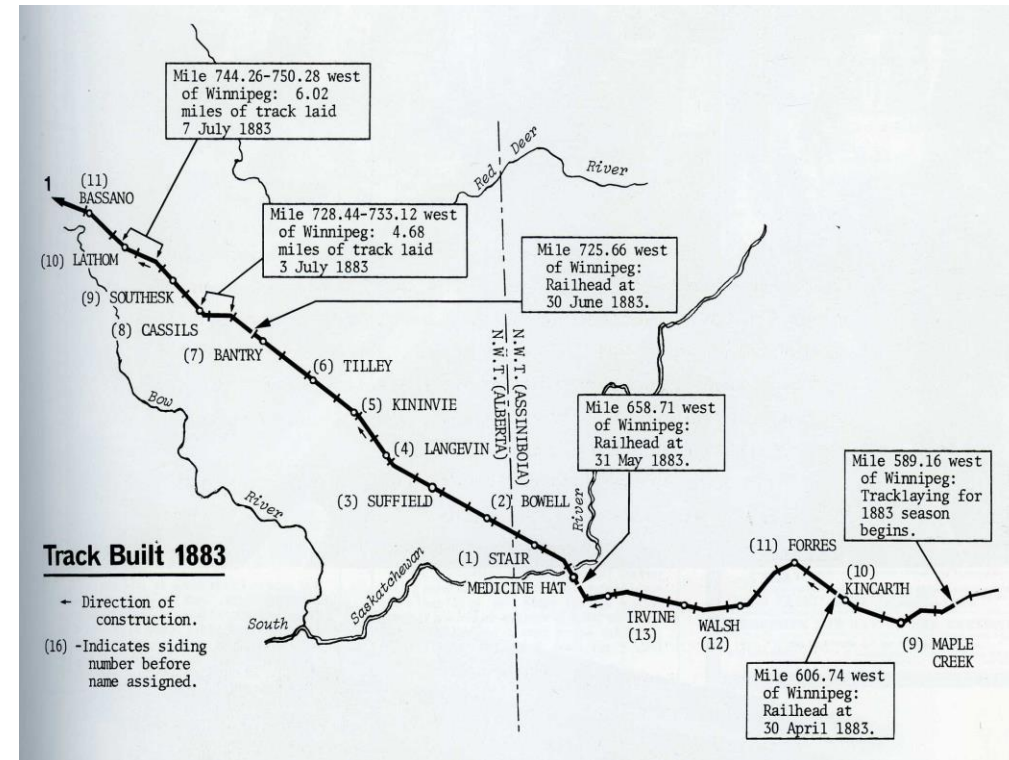 Mile 744.26-750.28 west
of Winnipeg: 6.02
miles of track laid
7 July 1883
Red Deer
River
1
(11)
BASSANO
Mile 728.44-733.12 west
of Winnipeg: 4.68
miles of track laid
3 July 1883
Mile 725.66 west
of Winnipeg:
Railhead at
30 June 1883.
(10) LATHOM
(9) SOUTHESK
(8) CASSILS
(7) BANTRY
(6) TILLEY
(5) KININVIE
(4) LANGEVIN
(3) SUFFIELD
(2) BOWELL
(1) STAIR
MEDICINE HAT
N.W.T.(ALBERTA)
N.W.T.(ASSINIBOIA)
Bow
River
Mile 658.71 west
of Winnipeg:
Railhead at
31 May 1883.
River
Mile 589.16 west
of Winnipeg:
Tracklaying for
1883 season
begins.
(11) FORRES
(10)
KINCARTH
IRVINE
(13)
WALSH
(12)
(9) MAPLE
CREEK
Mile 606.74 west
of Winnipeg:
Railhead at
30 April 1883.
South
Saskatchewan
Track Built 1883
← Direction of
construction.
(16) -Indicates siding
number before
name assigned.